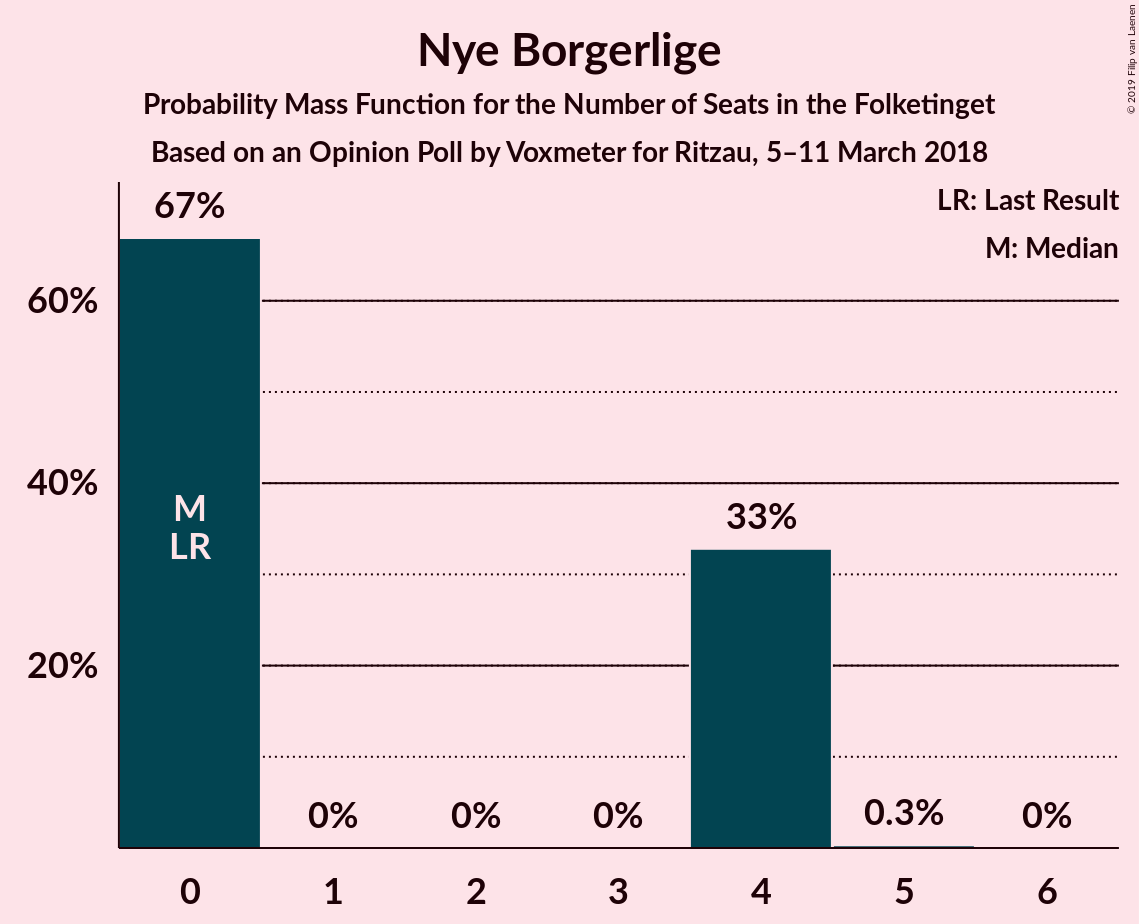 Nye Borgerlige
Probability Mass Function for the Number of Seats in the Folketinget
Based on an Opinion Poll by Voxmeter for Ritzau, 5–11 March 2018
© 2019 Filip van Laenen
LR: Last Result
M: Median
67%
60%
40%
20%
M
LR
0%
0%
0%
33%
0.3%
0%
0
1
2
3
4
5
6